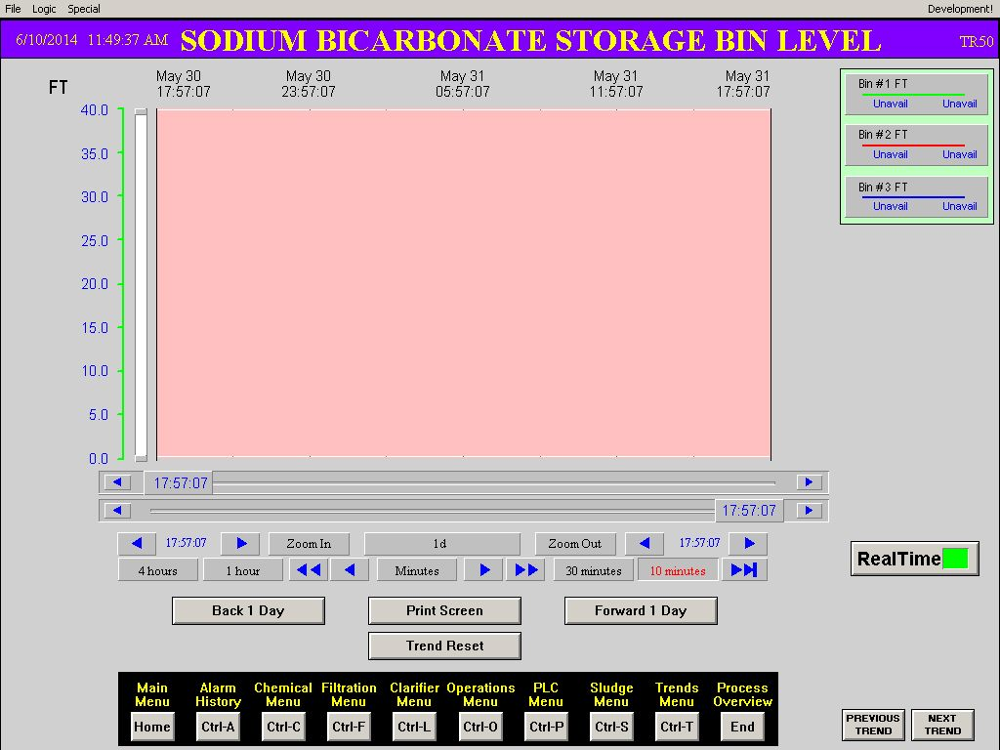 File Logic Special Development!
6/10/2014 11:49:37 AM SODIUM BICARBONATE STORAGE BIN LEVEL TR50
FT
May 30 May 30 May 31 May 31 May 31
17:57:07 23:57:07 05:57:07 11:57:07 17:57:07
40.0
35.0
30.0
25.0
20.0
15.0
10.0
5.0
0.0
Bin #1 FT
Unavail Unavail
Bin #2 FT
Unavail Unavail
Bin #3 FT
Unavail Unavail
17:57:07
17:57:07
17:57:07 Zoom In 1d Zoom Out 17:57:07
4 hours 1 hour Minutes 30 minutes 10 minutes
RealTime
Back 1 Day Print Screen Forward 1 Day
Trend Reset
Main Alarm Chemical Filtration Clarifier Operations PLC Sludge Trends Process
Menu History Menu Menu Menu Menu Menu Menu Menu Overview
Home Ctrl-A Ctrl-C Ctrl-F Ctrl-L Ctrl-O Ctrl-P Ctrl-S Ctrl-T End
PREVIOUS NEXT
TREND TREND